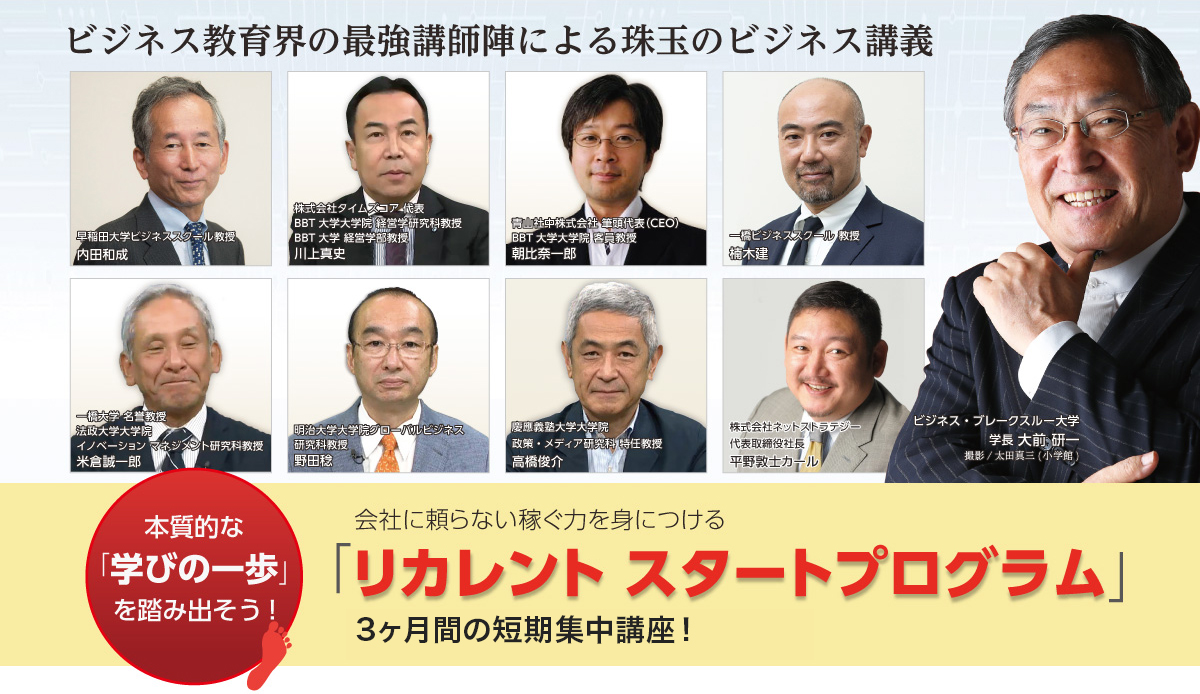 ビジネス教育界の最強講師陣による珠玉のビジネス講義
早稲田大学ビジネススクール教授
内田和成
株式会社タイムズコア 代表
BBT 大学大学院 経営学研究科教授
BBT 大学 経営学部教授
川上真史
青山社中株式会社 筆頭代表（CEO）
BBT 大学大学院 客員教授
朝比奈一郎
一橋ビジネススクール 教授
楠木建
一橋大学 名誉教授
法政大学大学院
イノベーション マネジメント研究科教授
米倉誠一郎
明治大学大学院グローバルビジネス
研究科教授
野田稔
慶應義塾大学大学院
政策・メディア研究科 特任教授
高橋俊介
株式会社ネットストラテジー
代表取締役社長
平野敦士カール
ビジネス・ブレークスルー大学
学長 大前 研一
撮影 / 太田真三 (小学館)
本質的な
「学びの一歩」
を踏み出そう！
会社に頼らない稼ぐ力を身につける
「リカレント スタートプログラム」
3ヶ月間の短期集中講座！